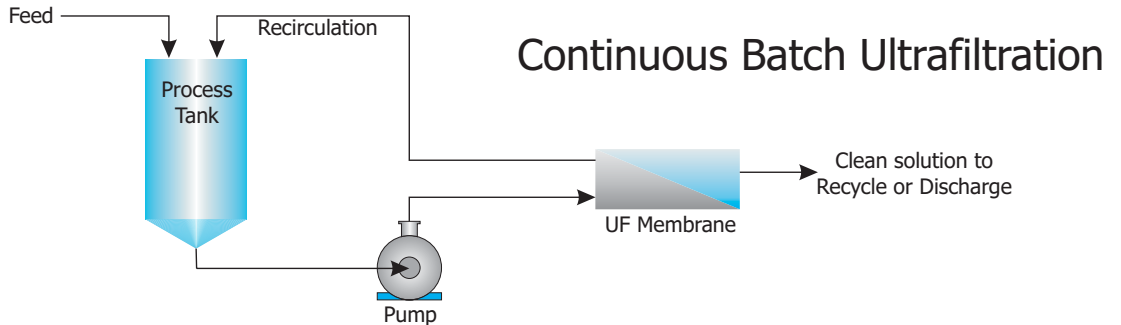 Feed
Recirculation
Continuous Batch Ultrafiltration
Process
Tank
Clean solution to
Recycle or Discharge
UF Membrane
Pump